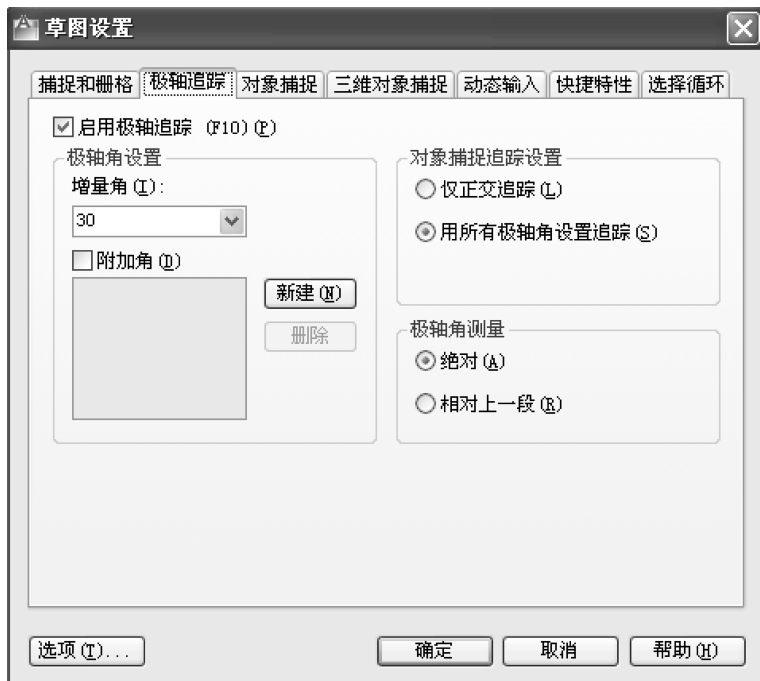 草图设置
捕捉和栅格 极轴追踪 对象捕捉 三维对象捕捉 动态输入 快捷特性 选择循环
启用极轴追踪 (F10)(P)
极轴角设置
增量角(I):
30
附加角(D)
新建(N)
删除
对象捕捉追踪设置
仅正交追踪(L)
用所有极轴角设置追踪(S)
极轴角测量
绝对(A)
相对上一段(R)
选项(T)... 确定 取消 帮助(H)